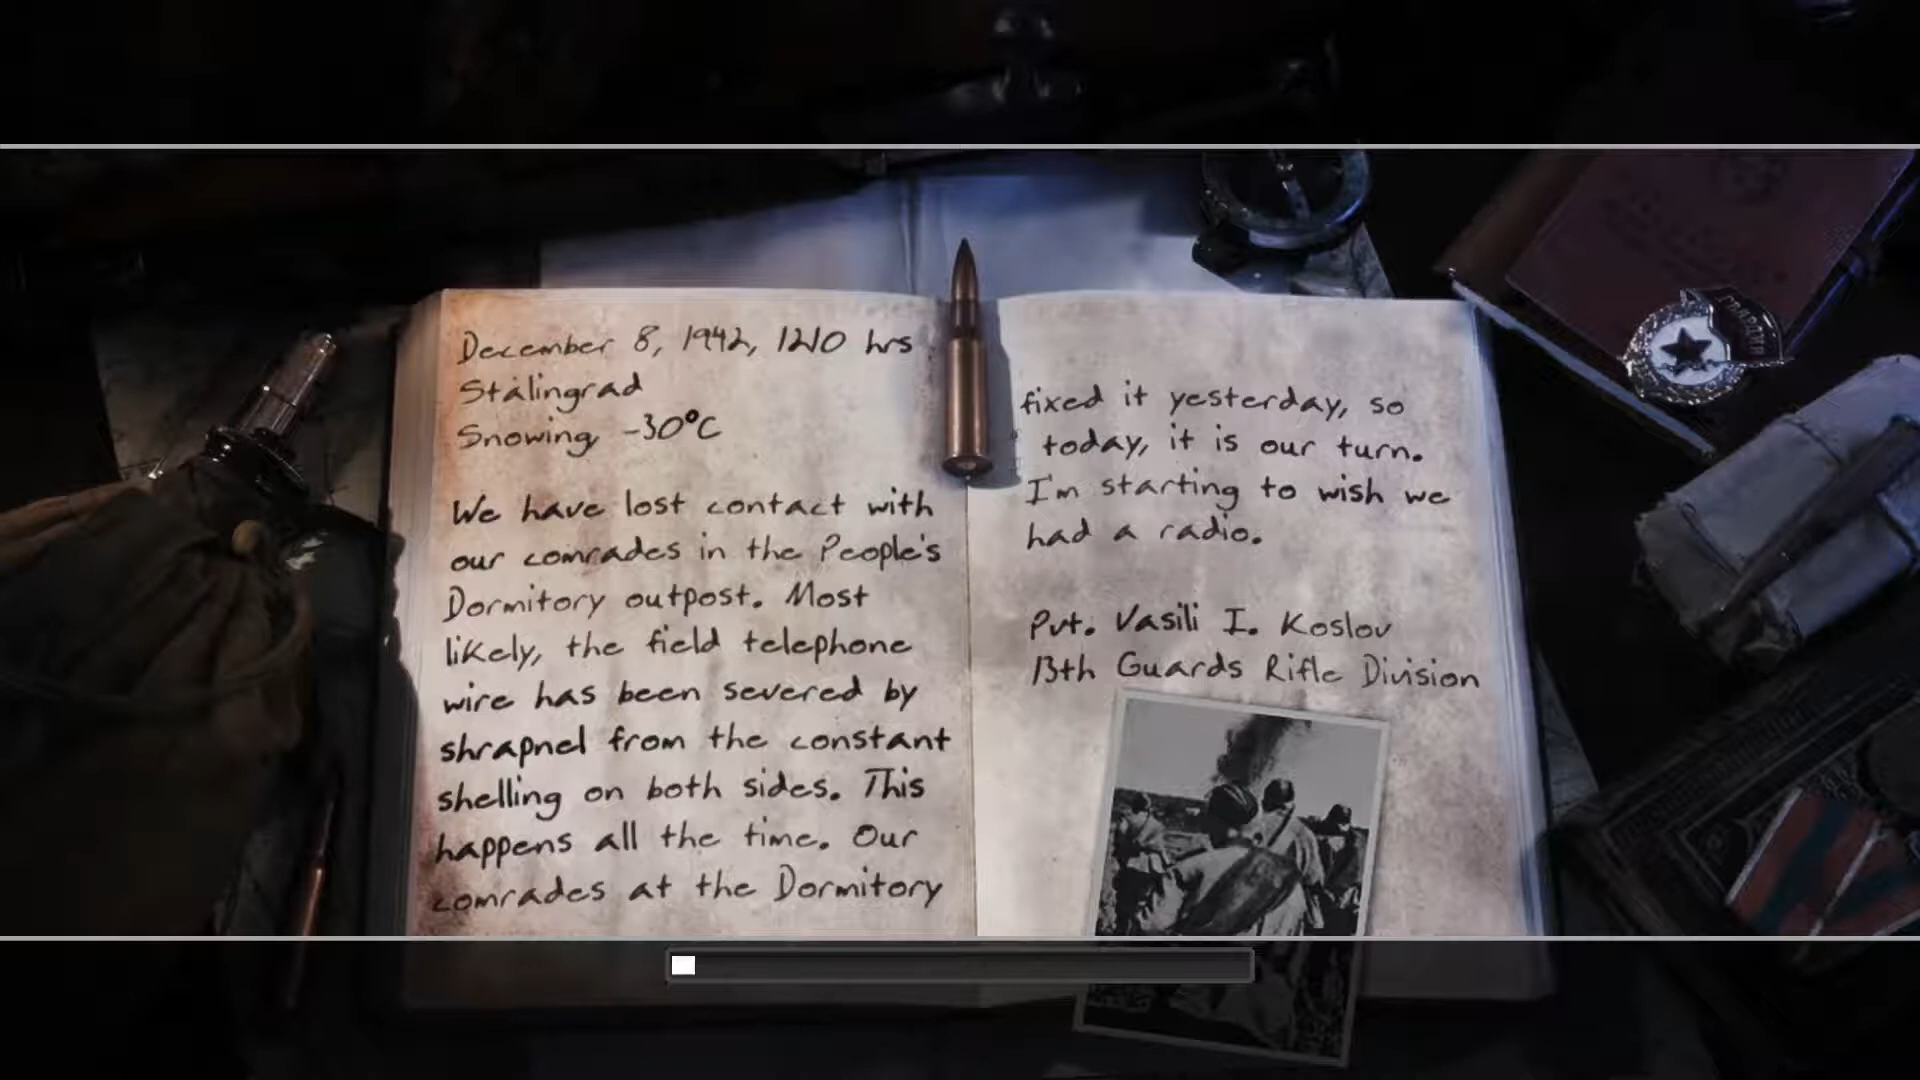 December 8, 1942, 1210 hrs
Stalingrad
Snowing, -30°C
We have lost contact with
our comrades in the People's
Dormitory outpost. Most
likely, the field telephone
wire has been severed by
shrapnel from the constant
shelling on both sides. This
happens all the time. Our
comrades at the Dormitory
fixed it yesterday, so
today, it is our turn.
I'm starting to wish we
had a radio.
Pvt. Vasili I. Koslov
13th Guards Rifle Division
ГВАРДИЯ